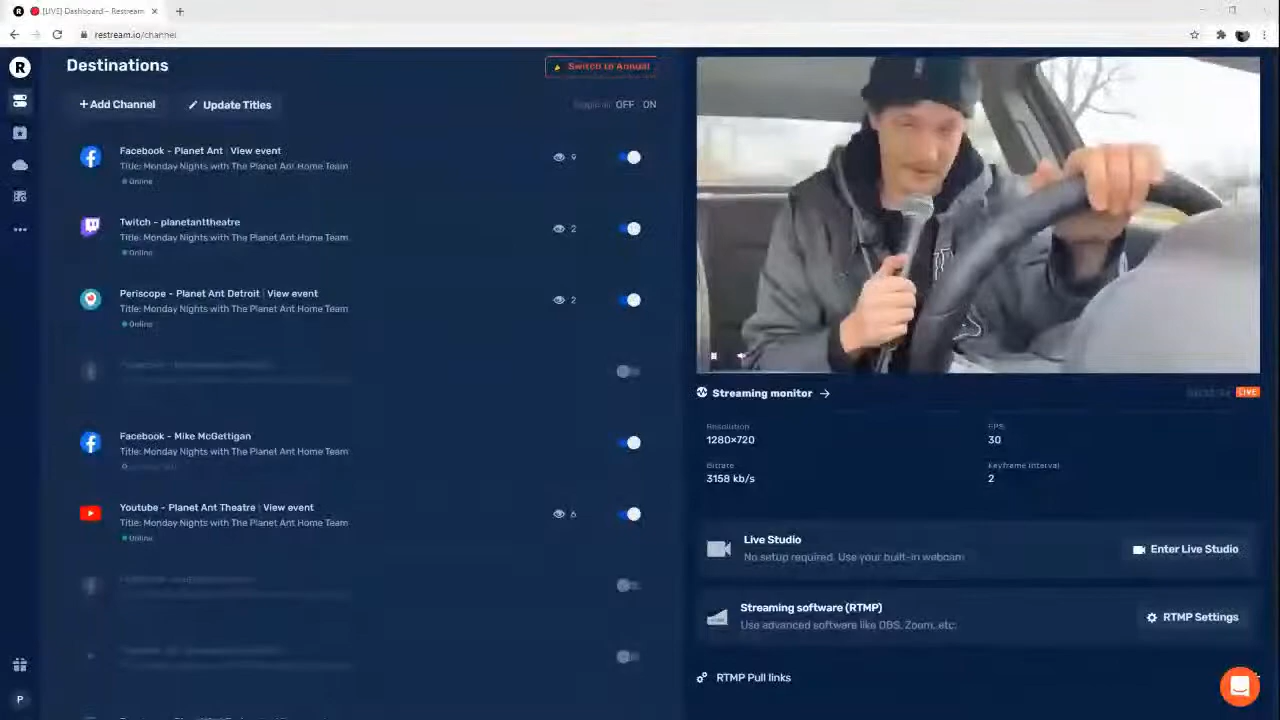 [LIVE] Dashboard - Restream
restream.io/channel
R
Destinations
Switch to Annual
+ Add Channel
Update Titles
OFF ON
Facebook - Planet Ant | View event
9
Title: Monday Nights with The Planet Ant Home Team
Online
Twitch - planetanttheatre
2
Title: Monday Nights with The Planet Ant Home Team
Online
Periscope - Planet Ant Detroit | View event
2
Title: Monday Nights with The Planet Ant Home Team
Online
Facebook - Mike McGettigan
Title: Monday Nights with The Planet Ant Home Team
Youtube - Planet Ant Theatre | View event
6
Title: Monday Nights with The Planet Ant Home Team
Online
P
Streaming monitor →
LIVE
Resolution
1280×720
FPS
30
Bitrate
3158 kb/s
Keyframe interval
2
Live Studio
No setup required. Use your built-in webcam
Enter Live Studio
Streaming software (RTMP)
Use advanced software like OBS, Zoom, etc.
RTMP Settings
RTMP Pull links